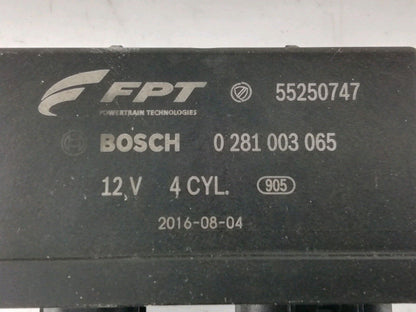 FPT 55250747
POWERTRAIN TECHNOLOGIES
BOSCH 0 281 003 065
12 V 4 CYL. 905
2016-08-04